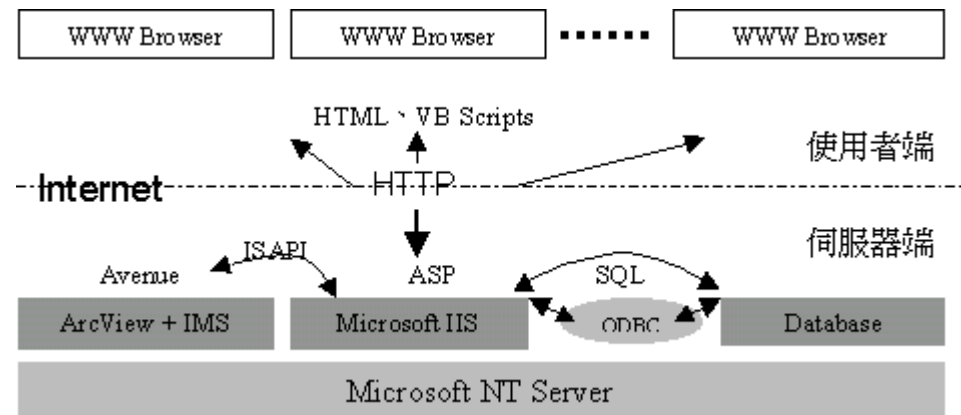 WWW Browser
WWW Browser
WWW Browser
HTML、VB Scripts
使用者端
Internet
HTTP
伺服器端
ISAPI
Avenue
ASP
SQL
ArcView + IMS
Microsoft IIS
ODBC
Database
Microsoft NT Server